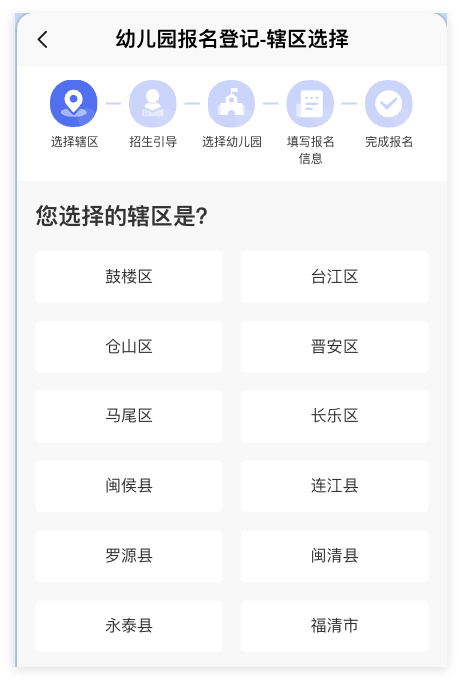 幼儿园报名登记-辖区选择
选择辖区
招生引导
选择幼儿园
填写报名
信息
完成报名
您选择的辖区是?
鼓楼区
台江区
仓山区
晋安区
马尾区
长乐区
闽侯县
连江县
罗源县
闽清县
永泰县
福清市